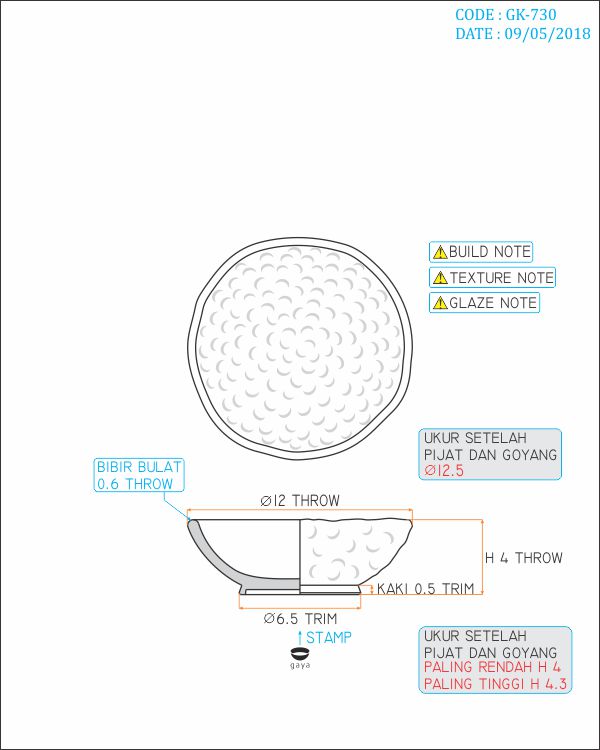 CODE : GK-730
DATE : 09/05/2018
BUILD NOTE
TEXTURE NOTE
GLAZE NOTE
UKUR SETELAH
PIJAT DAN GOYANG
Ø12.5
BIBIR BULAT
0.6 THROW
Ø12 THROW
H 4 THROW
KAKI 0.5 TRIM
Ø6.5 TRIM
STAMP
gaya
UKUR SETELAH
PIJAT DAN GOYANG
PALING RENDAH H 4
PALING TINGGI H 4.3